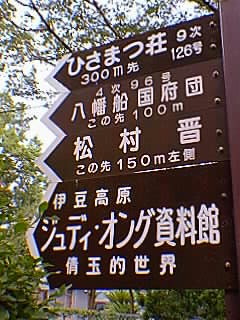 ひさまつ荘 9次
300m先 126号
4次 96号
八幡船国府団
この先100m
松村晋
この先150m左側
伊豆高原
ジュディ・オング資料館
倩玉的世界